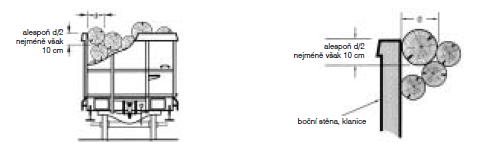 d
alespoň d/2
nejméně však
10 cm
d
alespoň d/2
nejméně však
10 cm
boční stěna, klanice